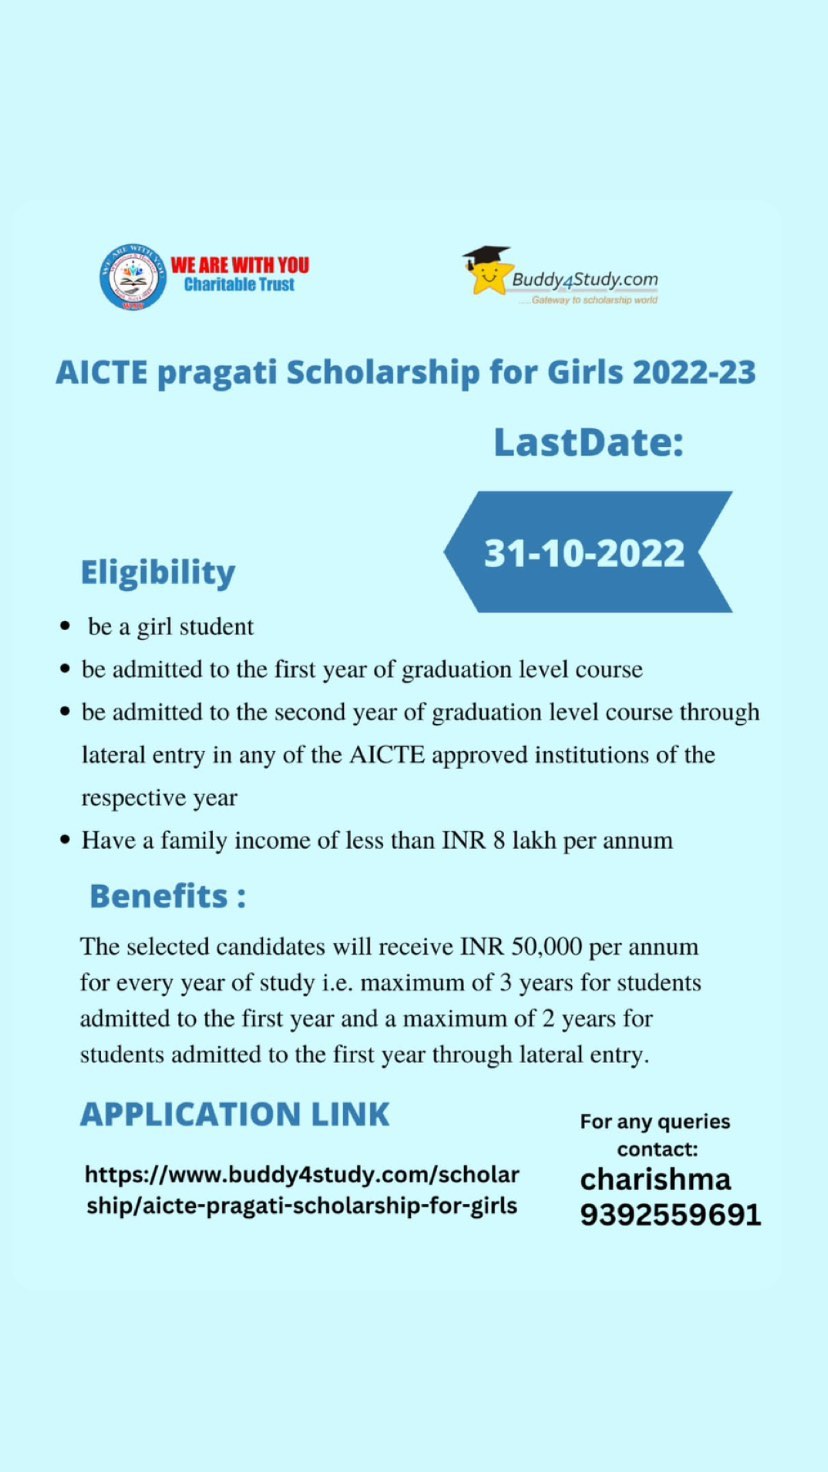 WE ARE WITH YOU
WE ARE WITH YOU
Charitable Trust
Buddy4Study.com
..... Gateway to scholarship world
AICTE pragati Scholarship for Girls 2022-23
LastDate:
31-10-2022
Eligibility
• be a girl student
• be admitted to the first year of graduation level course
• be admitted to the second year of graduation level course through
lateral entry in any of the AICTE approved institutions of the
respective year
• Have a family income of less than INR 8 lakh per annum
Benefits :
The selected candidates will receive INR 50,000 per annum
for every year of study i.e. maximum of 3 years for students
admitted to the first year and a maximum of 2 years for
students admitted to the first year through lateral entry.
APPLICATION LINK
https://www.buddy4study.com/scholar
ship/aicte-pragati-scholarship-for-girls
For any queries
contact:
charishma
9392559691